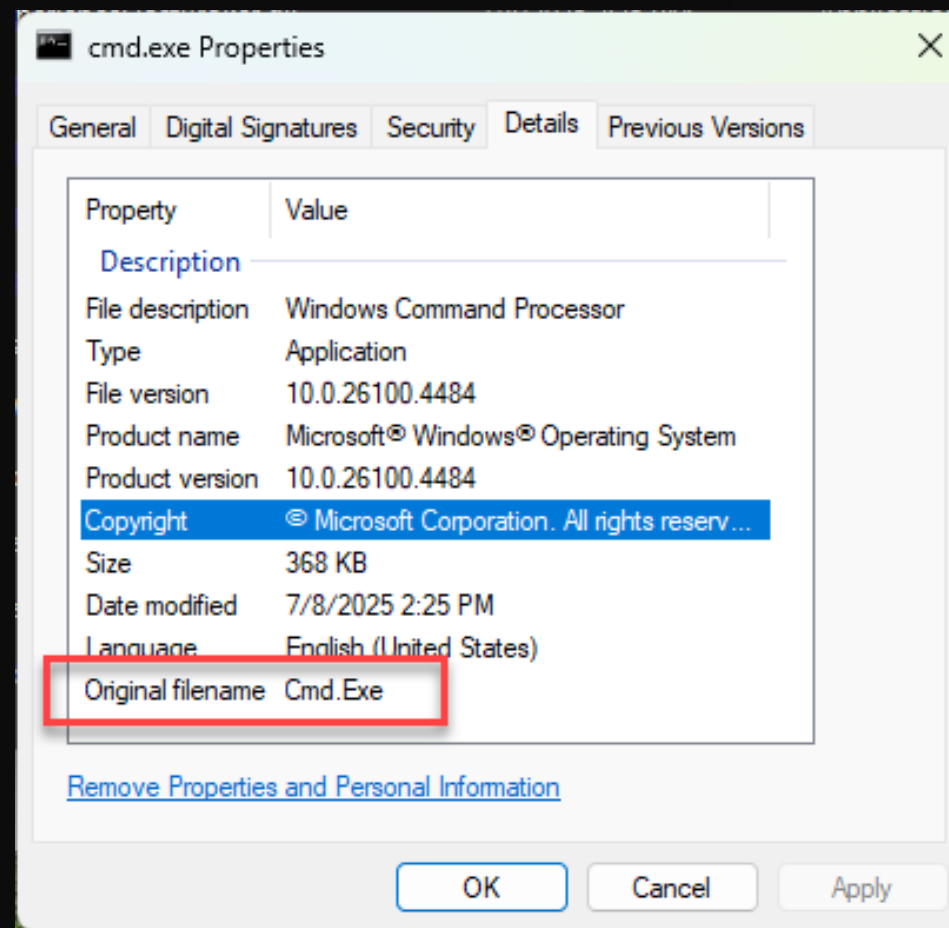 cmd.exe Properties
General Digital Signatures Security Details Previous Versions
Property Value
Description
File description Windows Command Processor
Type Application
File version 10.0.26100.4484
Product name Microsoft® Windows® Operating System
Product version 10.0.26100.4484
Copyright © Microsoft Corporation. All rights reserv...
Size 368 KB
Date modified 7/8/2025 2:25 PM
Language English (United States)
Original filename Cmd.Exe
Remove Properties and Personal Information
OK Cancel Apply